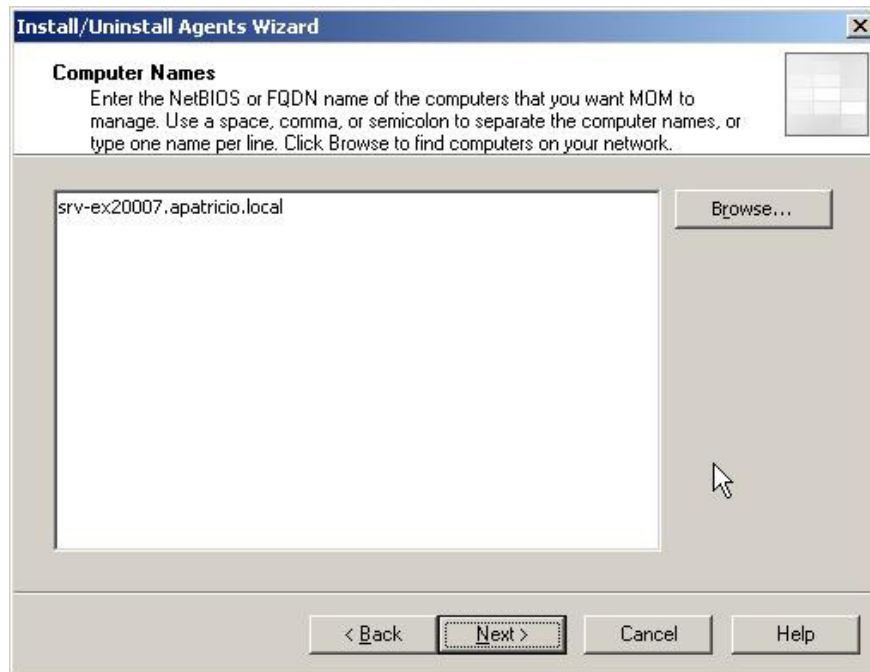 Install/Uninstall Agents Wizard
Computer Names
Enter the NetBIOS or FQDN name of the computers that you want MOM to
manage. Use a space, comma, or semicolon to separate the computer names, or
type one name per line. Click Browse to find computers on your network.
srv-ex20007.apatricio.local
Browse...
< Back
Next >
Cancel
Help